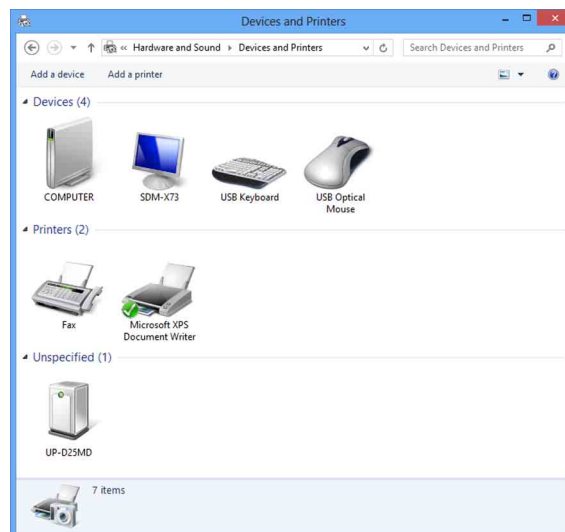 Devices and Printers
« Hardware and Sound Devices and Printers
Search Devices and Printers
Add a device Add a printer
Devices (4)
COMPUTER SDM-X73 USB Keyboard USB Optical
Mouse
Printers (2)
Fax Microsoft XPS
Document Writer
Unspecified (1)
UP-D25MD
7 items